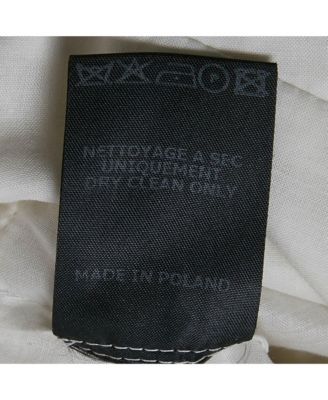 P
NETTOYAGE A SEC
UNIQUEMENT
DRY CLEAN ONLY
MADE IN POLAND